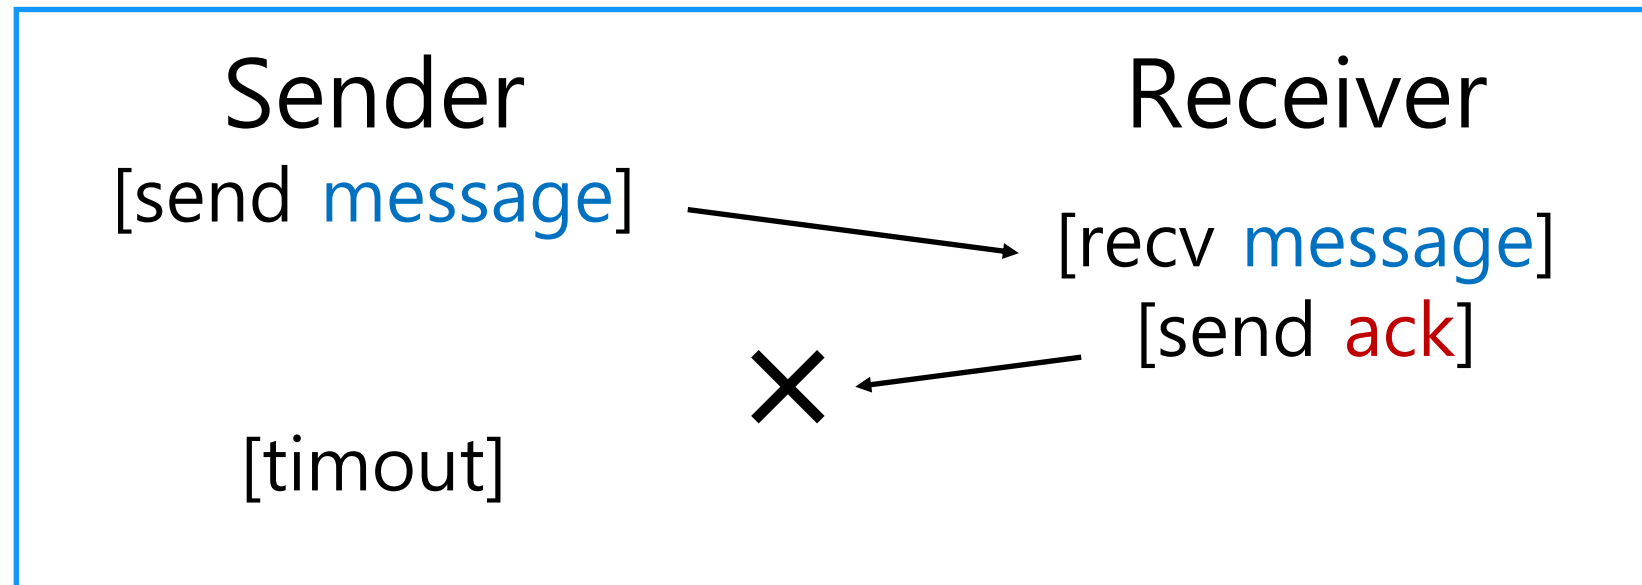 Sender
[send message]
[timout]
Receiver
[recv message]
[send ack]